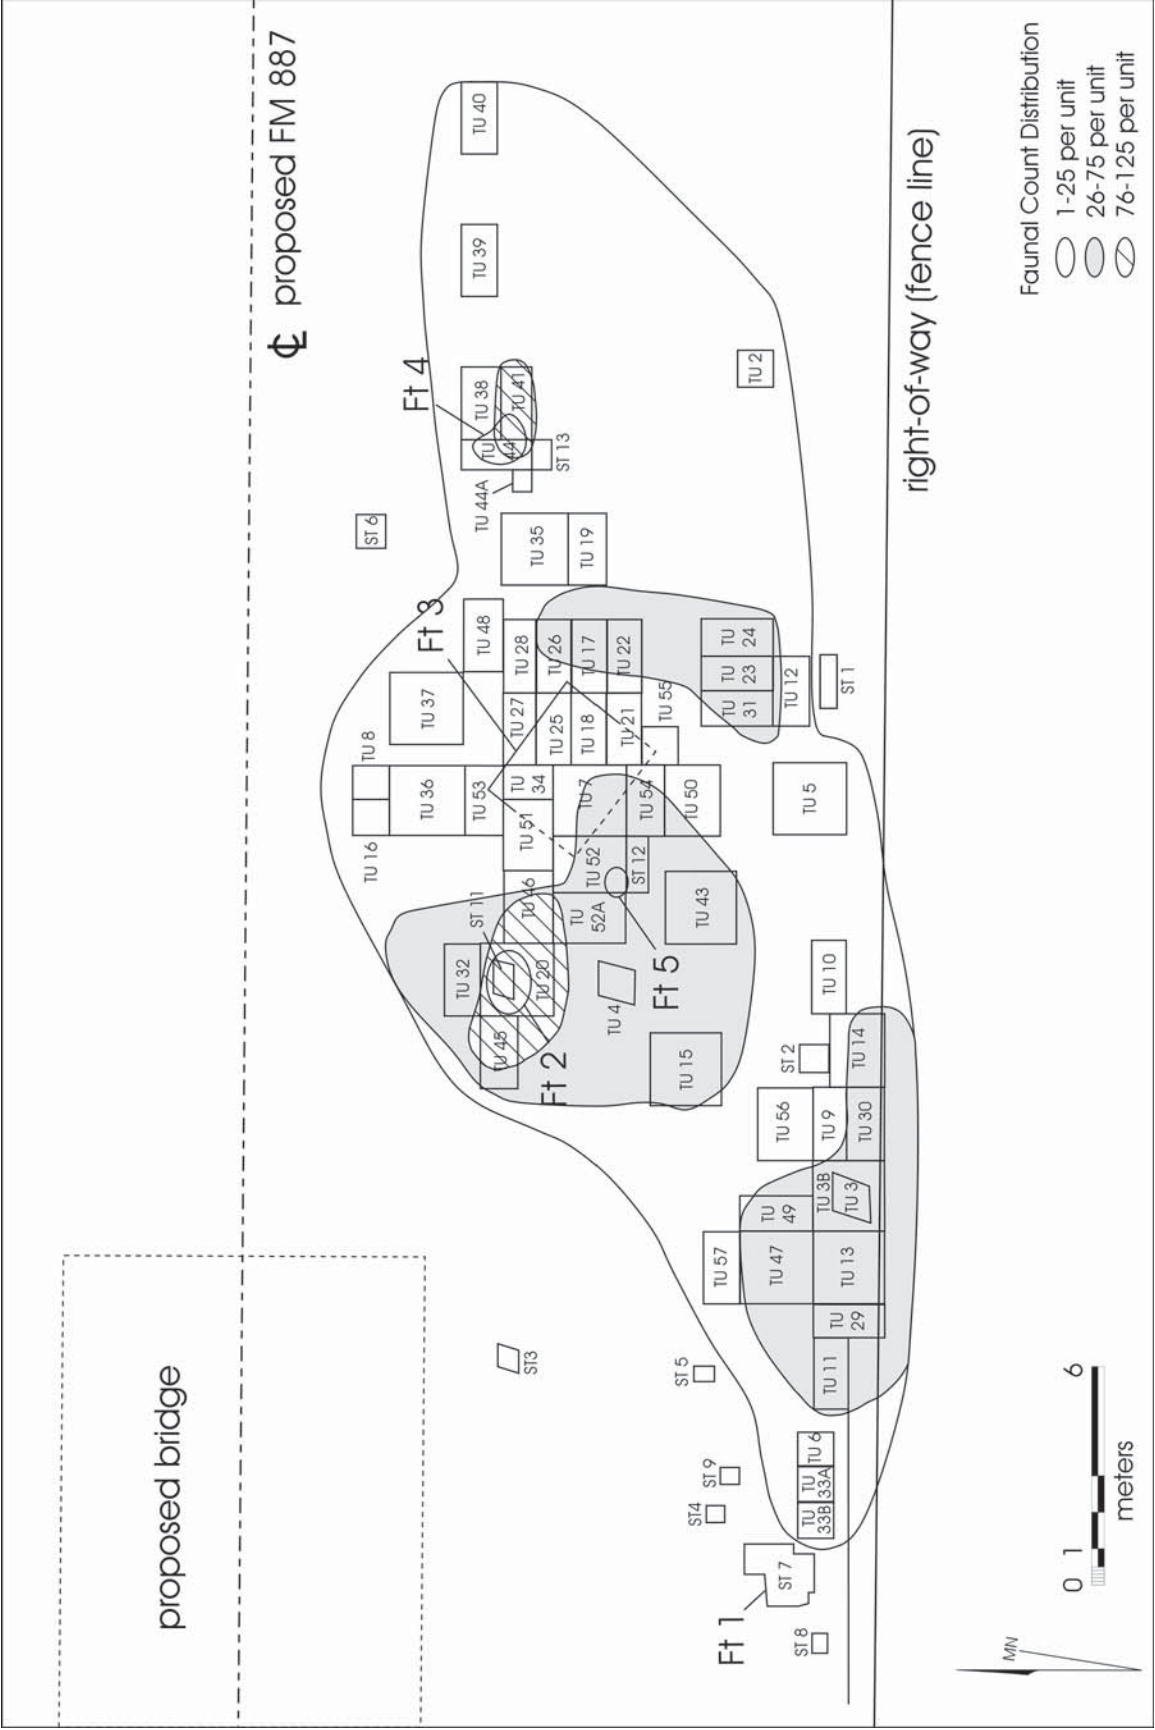 proposed bridge
℄ proposed FM 887
Ft 1
ST 7
ST 8
ST4
ST 9
ST 5
ST3
TU
33B
TU
33A
TU 6
TU 11
TU
29
TU 13
TU 47
TU 57
TU
49
TU 3B
TU 3
TU 9
TU 30
TU 56
ST 2
TU 14
TU 10
TU 15
TU 4
Ft 5
Ft 2
TU 45
TU 20
TU 32
ST 11
TU 46
TU
52A
TU 52
ST 12
TU 43
TU 16
TU 8
TU 36
TU 53
TU 51
TU
34
TU 7
TU 54
TU 50
TU 5
TU 37
Ft 3
TU 48
TU 27
TU 28
TU 25
TU 26
TU 18
TU 17
TU 21
TU 22
TU 55
TU
31
TU
23
TU
24
TU 12
ST 1
TU 35
TU 19
ST 6
TU 44A
TU
44
ST 13
Ft 4
TU 38
TU 41
TU 39
TU 40
TU 2
right-of-way (fence line)
MN
0 1 6
meters
Faunal Count Distribution
1-25 per unit
26-75 per unit
76-125 per unit